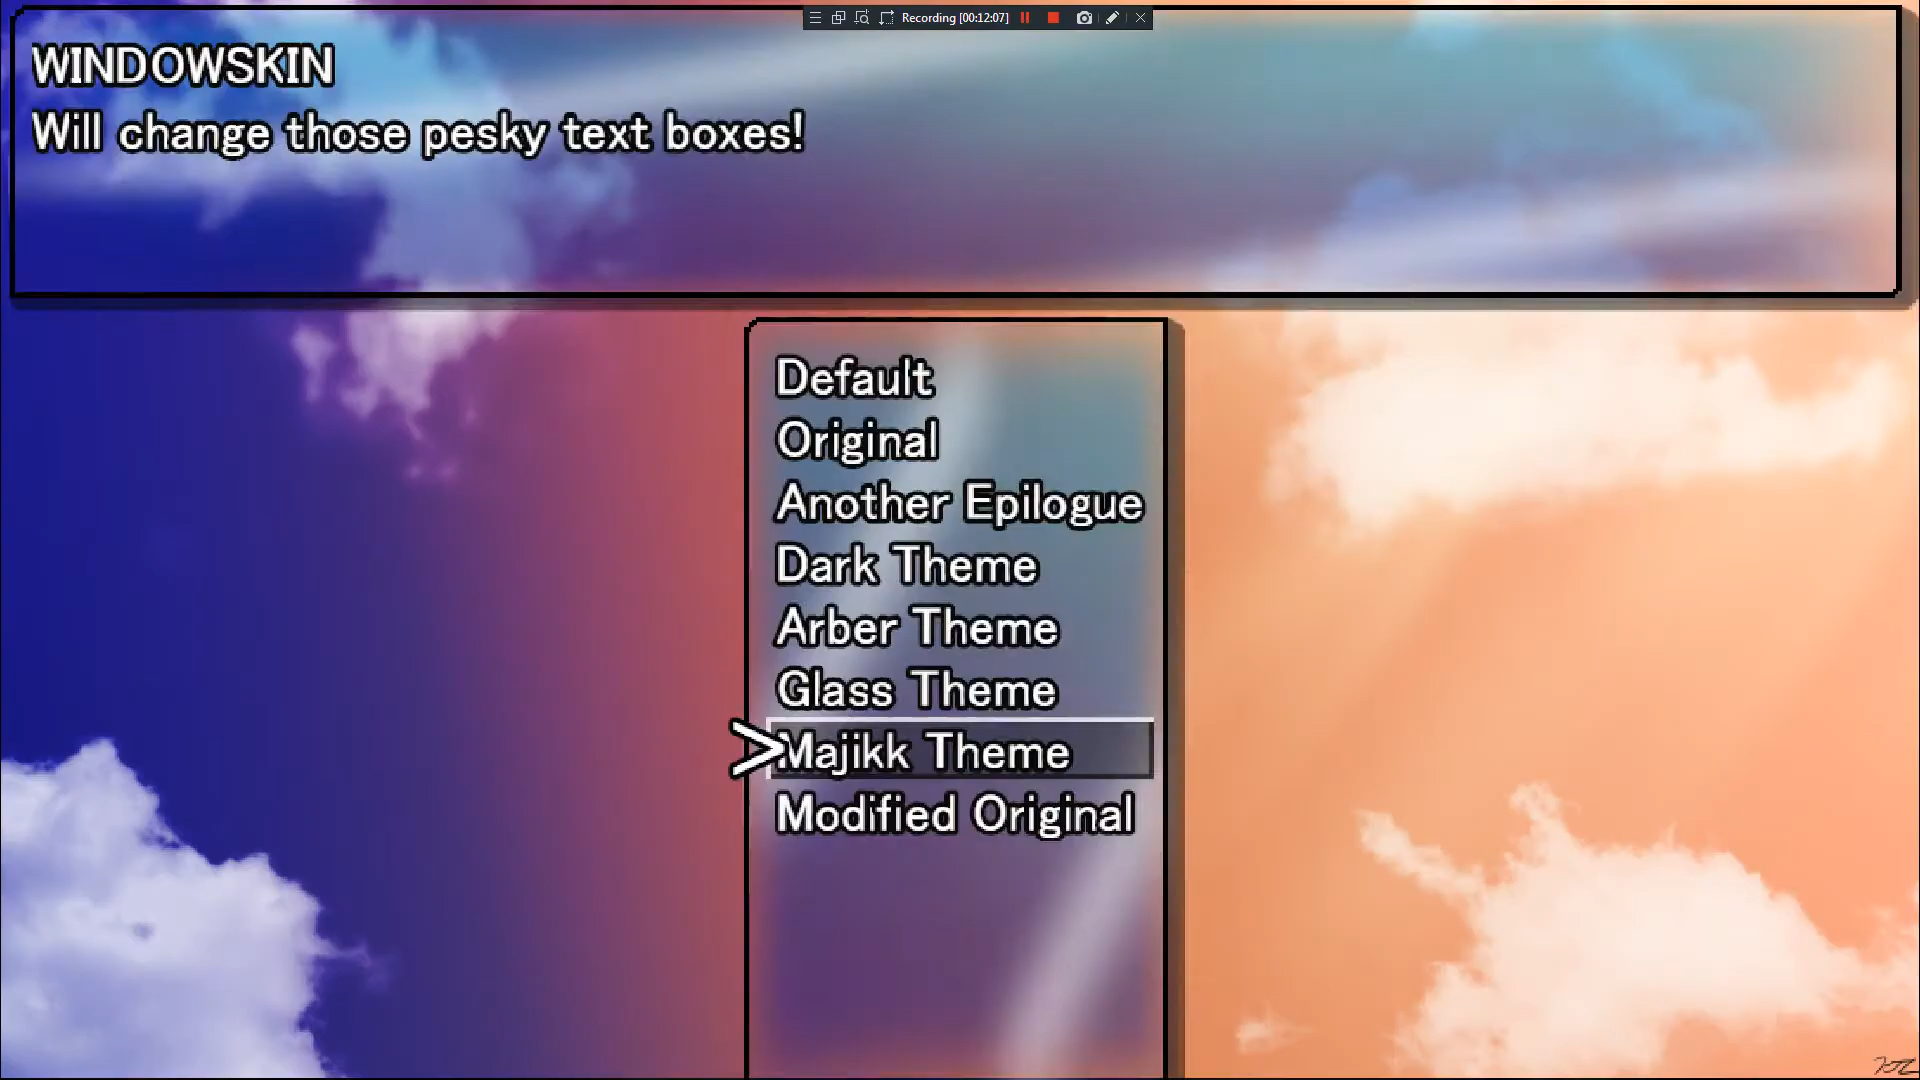 Recording [00:12:07]
WINDOWSKIN
Will change those pesky text boxes!
Default
Original
Another Epilogue
Dark Theme
Arber Theme
Glass Theme
>Majikk Theme
Modified Original